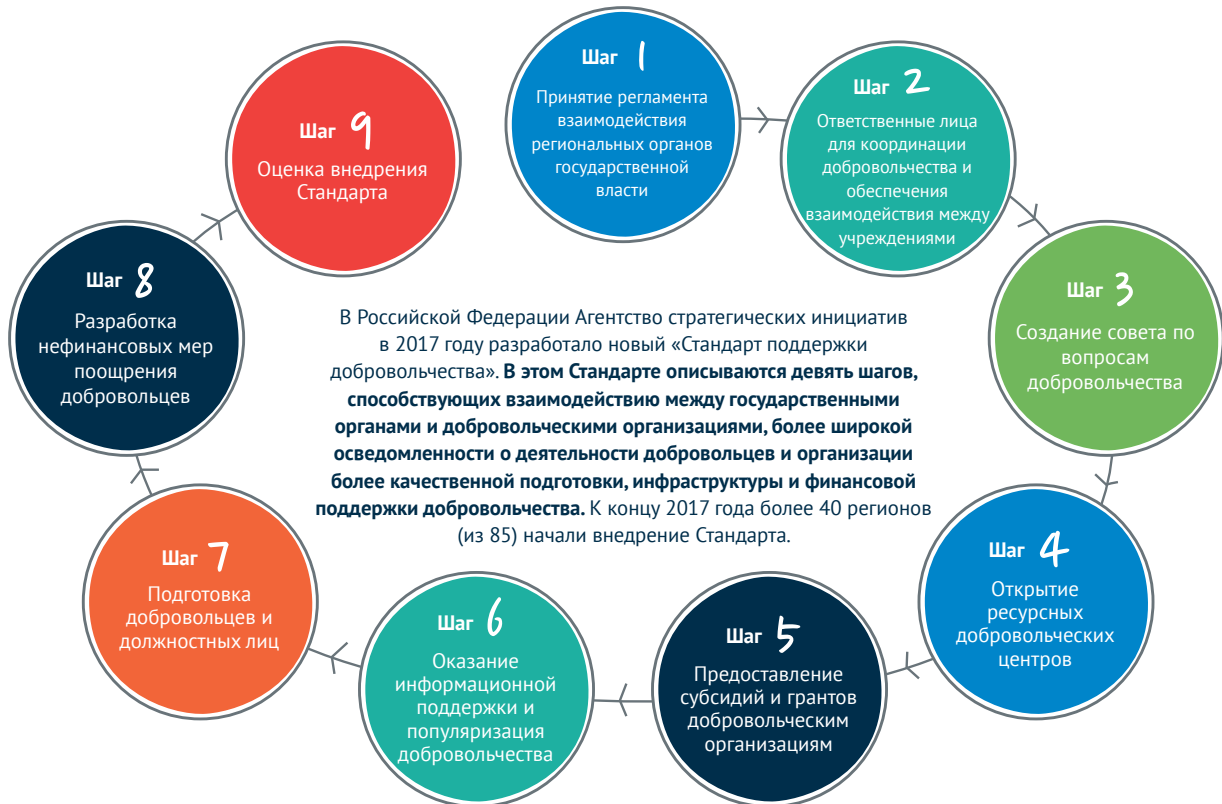 Шаг 1
Принятие регламента
взаимодействия
региональных органов
государственной
власти
Шаг 2
Ответственные лица
для координации
добровольчества и
обеспечения
взаимодействия между
учреждениями
Шаг 3
Создание совета по
вопросам
добровольчества
Шаг 4
Открытие
ресурсных
добровольческих
центров
Шаг 5
Предоставление
субсидий и грантов
добровольческим
организациям
Шаг 6
Оказание
информационной
поддержки и
популяризация
добровольчества
Шаг 7
Подготовка
добровольцев и
должностных лиц
Шаг 8
Разработка
нефинансовых мер
поощрения
добровольцев
Шаг 9
Оценка внедрения
Стандарта
В Российской Федерации Агентство стратегических инициатив
в 2017 году разработало новый «Стандарт поддержки
добровольчества». В этом Стандарте описываются девять шагов,
способствующих взаимодействию между государственными
органами и добровольческими организациями, более широкой
осведомленности о деятельности добровольцев и организации
более качественной подготовки, инфраструктуры и финансовой
поддержки добровольчества. К концу 2017 года более 40 регионов
(из 85) начали внедрение Стандарта.